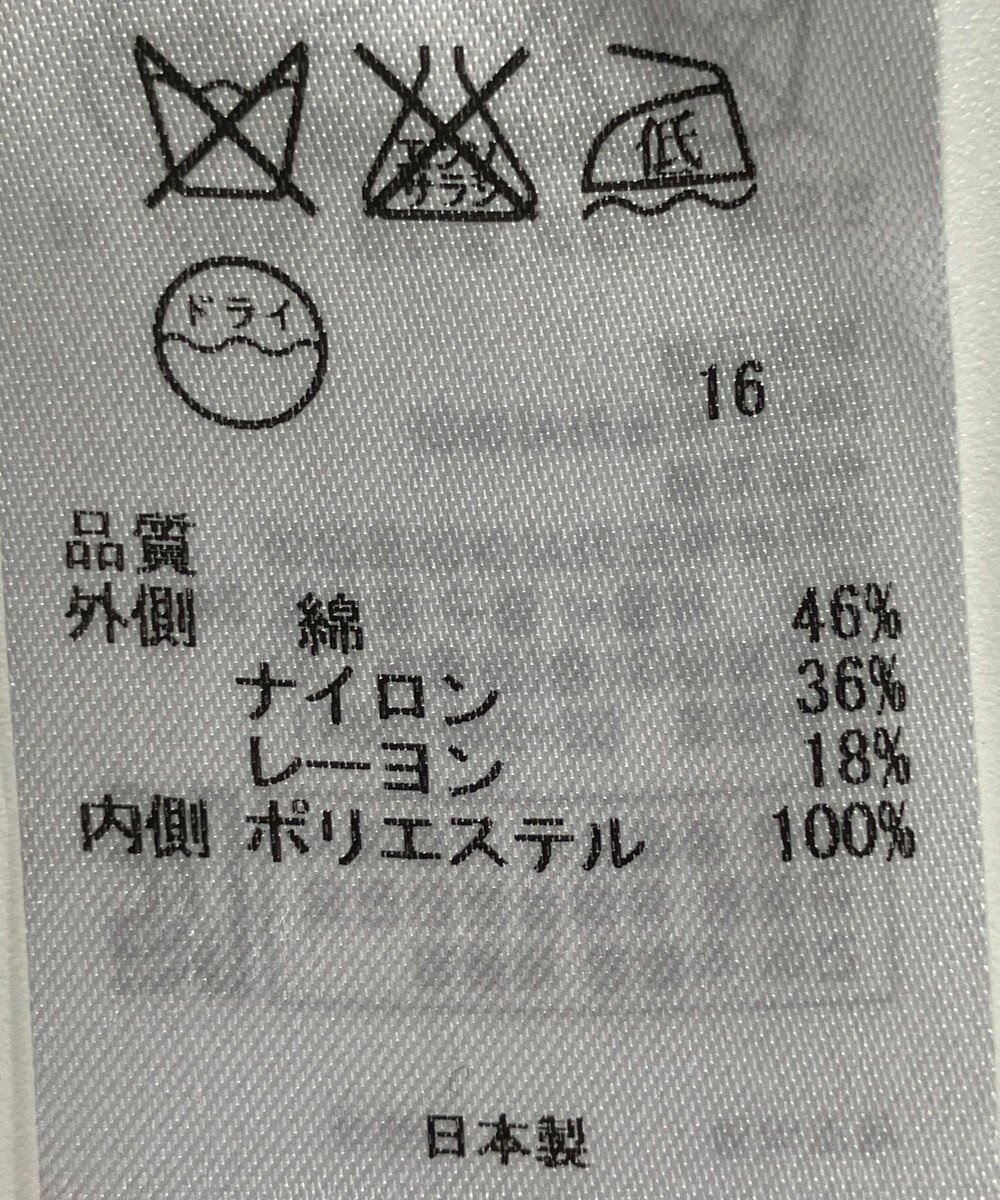 エンソ
サラシ
低
ドライ
16
品質
外側 綿 46%
ナイロン 36%
レーヨン 18%
内側 ポリエステル 100%
日本製